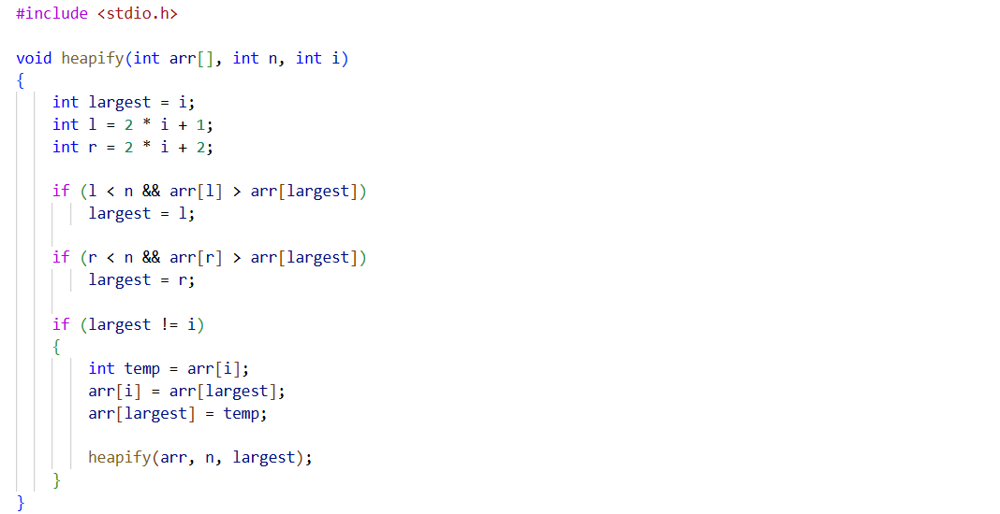 #include <stdio.h>
void heapify(int arr[], int n, int i)
{
int largest = i;
int l = 2 * i + 1;
int r = 2 * i + 2;
if (l < n && arr[l] > arr[largest])
largest = l;
if (r < n && arr[r] > arr[largest])
largest = r;
if (largest != i)
{
int temp = arr[i];
arr[i] = arr[largest];
arr[largest] = temp;
heapify(arr, n, largest);
}
}